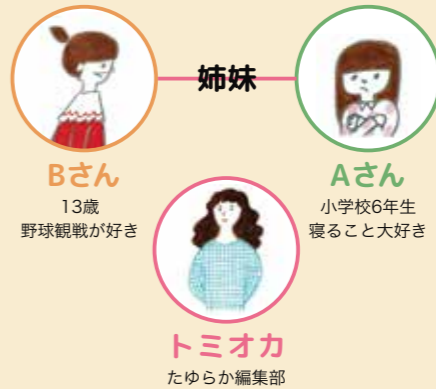 姉妹
Bさん
13歳
野球観戦が好き
Aさん
小学校6年生
寝ること大好き
トミオカ
たゆらか編集部